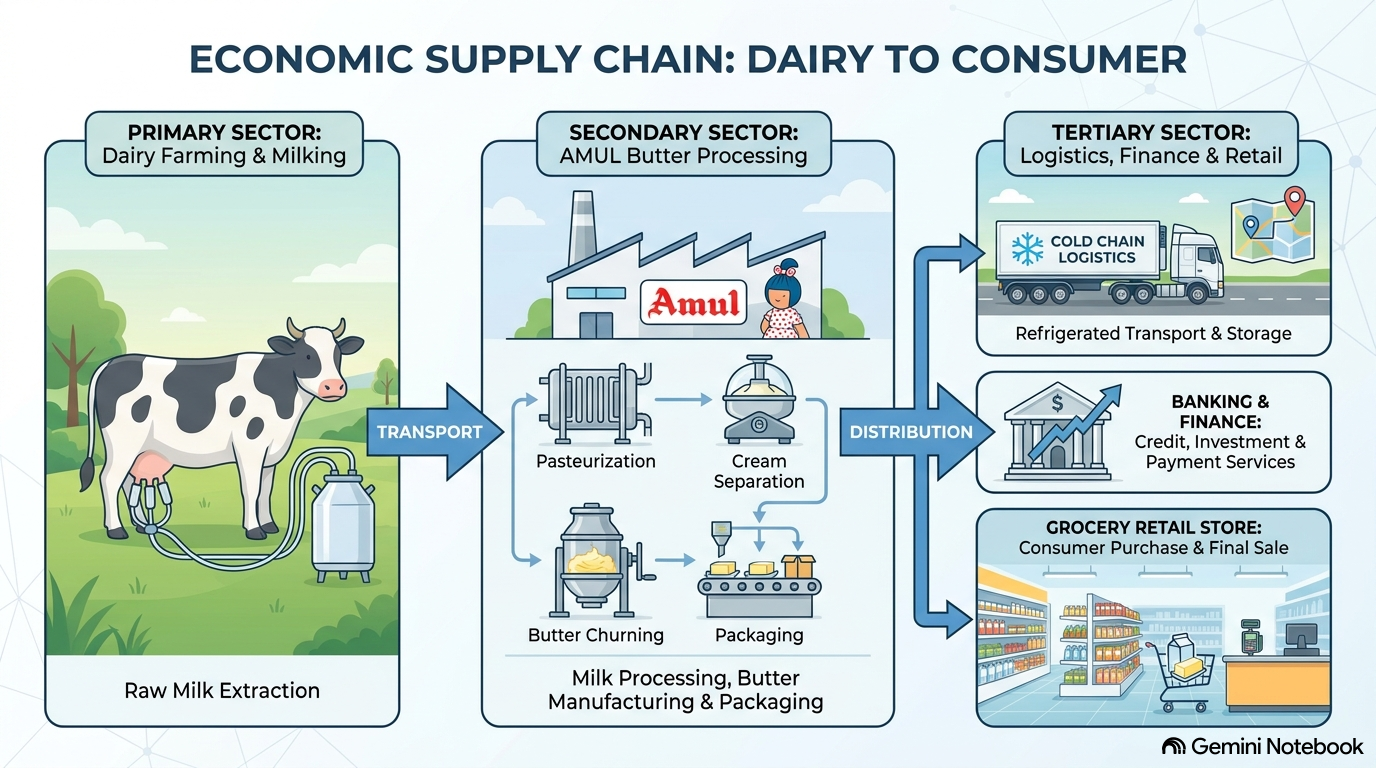 ECONOMIC SUPPLY CHAIN: DAIRY TO CONSUMER
PRIMARY SECTOR:
Dairy Farming & Milking
Raw Milk Extraction
TRANSPORT
SECONDARY SECTOR:
AMUL Butter Processing
Amul
Pasteurization
Cream
Separation
Butter Churning
Packaging
Milk Processing, Butter
Manufacturing & Packaging
DISTRIBUTION
TERTIARY SECTOR:
Logistics, Finance & Retail
COLD CHAIN
LOGISTICS
Refrigerated Transport & Storage
$
BANKING &
FINANCE:
Credit, Investment &
Payment Services
GROCERY RETAIL STORE:
Consumer Purchase & Final Sale
Gemini Notebook